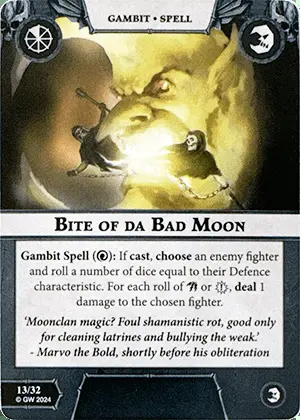 GAMBIT • SPELL
BITE OF DA BAD MOON
Gambit Spell ( ): If cast, choose an enemy fighter
and roll a number of dice equal to their Defence
characteristic. For each roll of or , deal 1
damage to the chosen fighter.
'Moonclan magic? Foul shamanistic rot, good only
for cleaning latrines and bullying the weak.'
- Marvo the Bold, shortly before his obliteration
13/32
© GW 2024